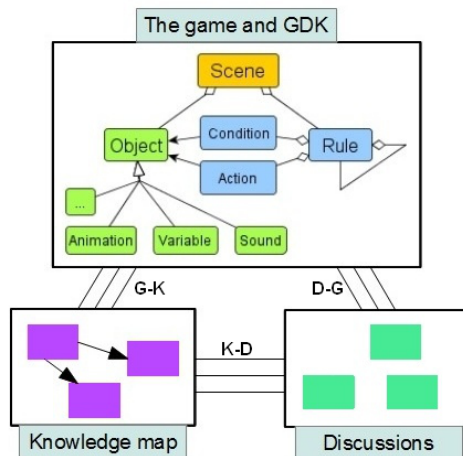 The game and GDK
Scene
Condition
Object
Rule
Action
...
Animation
Variable
Sound
G-K
D-G
K-D
Knowledge map
Discussions